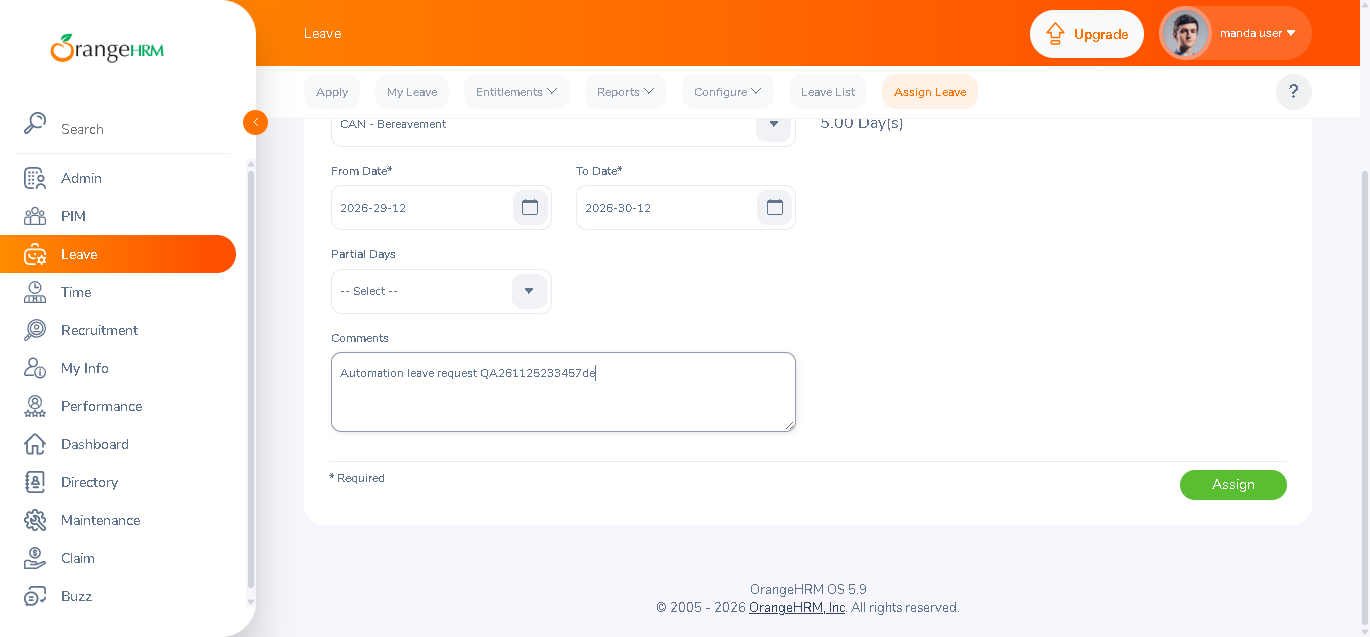 OrangeHRM
Leave
Upgrade
manda user
Apply
My Leave
Entitlements
Reports
Configure
Leave List
Assign Leave
?
Search
Admin
PIM
Leave
Time
Recruitment
My Info
Performance
Dashboard
Directory
Maintenance
Claim
Buzz
CAN - Bereavement
5.00 Day(s)
From Date*
To Date*
2026-29-12
2026-30-12
Partial Days
-- Select --
Comments
Automation leave request QA261125233457de
* Required
Assign
OrangeHRM OS 5.9
© 2005 - 2026 OrangeHRM, Inc. All rights reserved.